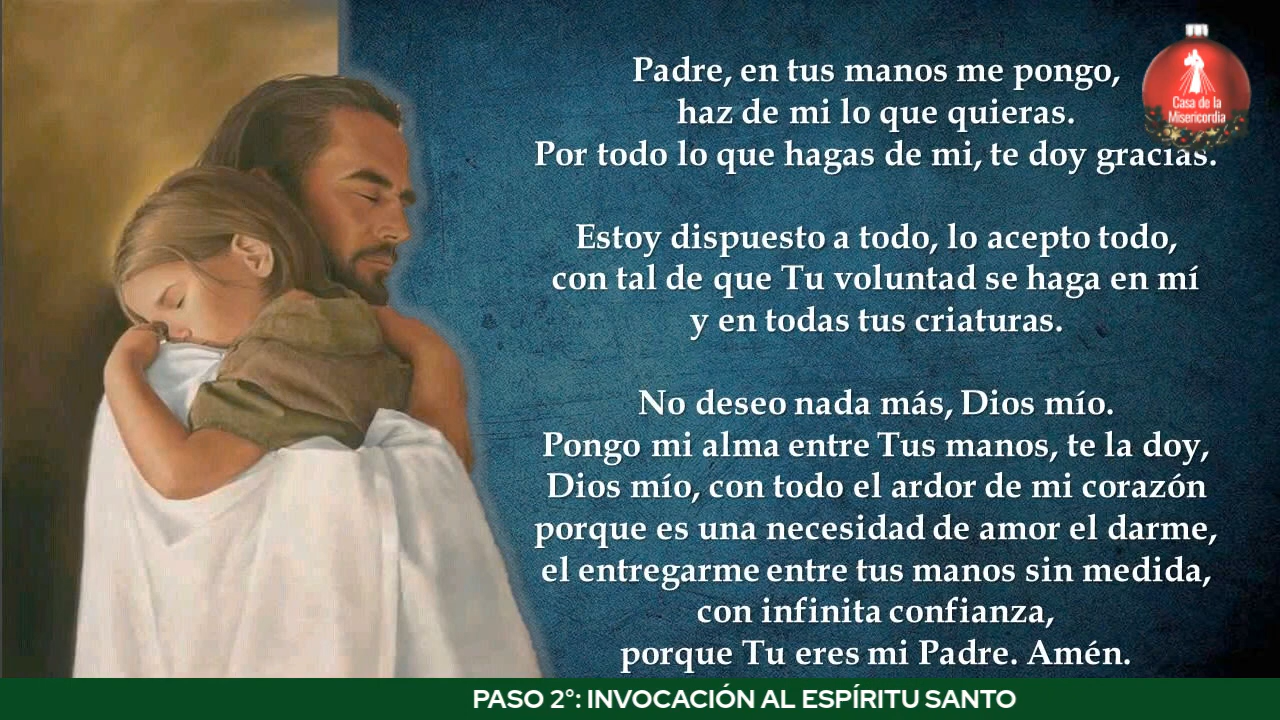 Padre, en tus manos me pongo,
haz de mi lo que quieras.
Por todo lo que hagas de mi, te doy gracias.
Estoy dispuesto a todo, lo acepto todo,
con tal de que Tu voluntad se haga en mí
y en todas tus criaturas.
No deseo nada más, Dios mío.
Pongo mi alma entre Tus manos, te la doy,
Dios mío, con todo el ardor de mi corazón
porque es una necesidad de amor el darme,
el entregarme entre tus manos sin medida,
con infinita confianza,
porque Tu eres mi Padre. Amén.
Casa de la
Misericordia
PASO 2°: INVOCACIÓN AL ESPÍRITU SANTO